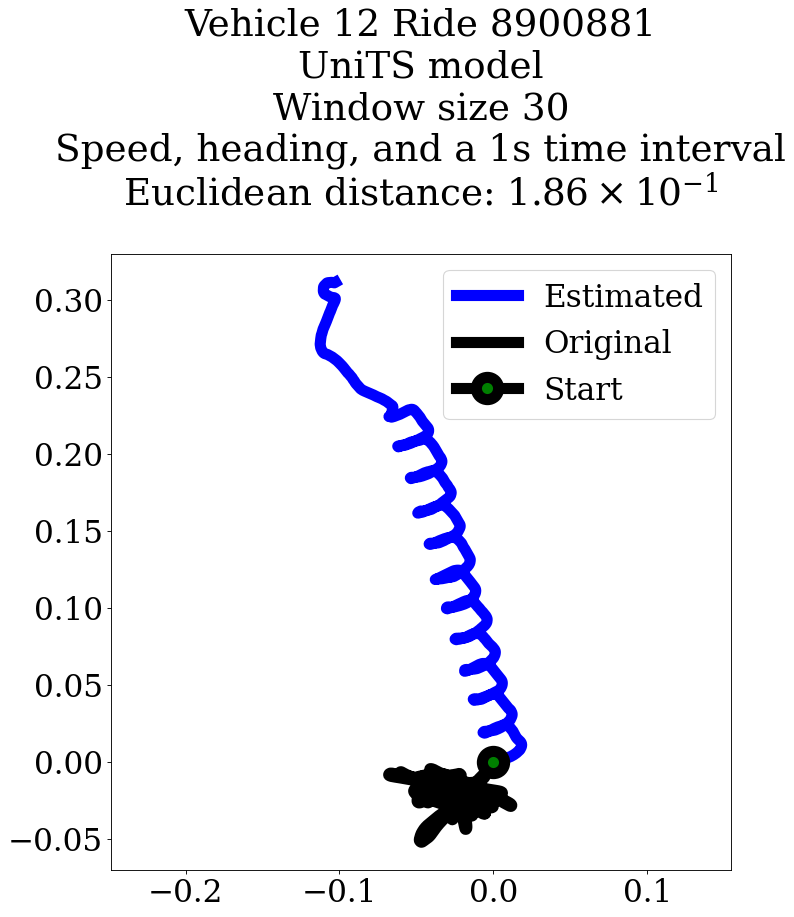 Vehicle 12 Ride 8900881
UniTS model
Window size 30
Speed, heading, and a 1s time interval
Euclidean distance: 1.86 × 10⁻¹
Estimated
Original
Start
0.30
0.25
0.20
0.15
0.10
0.05
0.00
−0.05
−0.2
−0.1
0.0
0.1